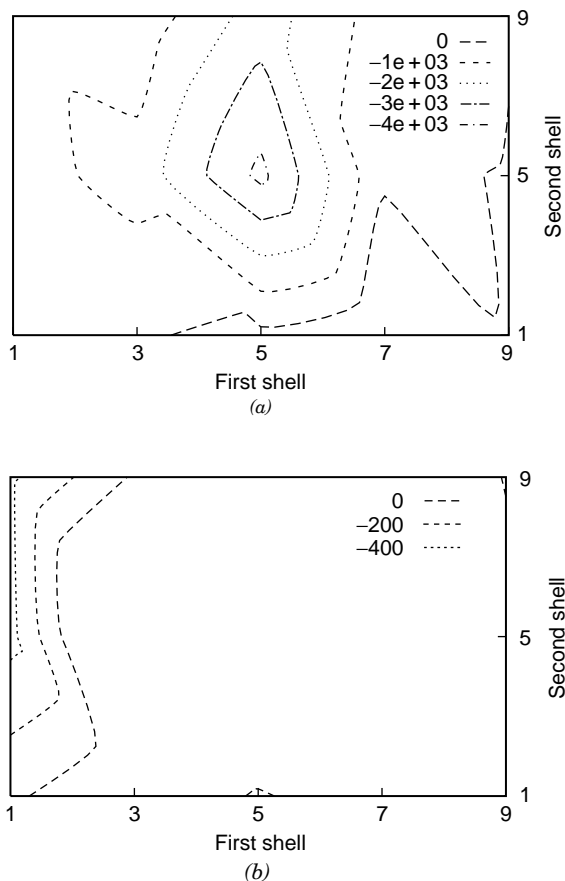 9
0
−1e + 03
−2e + 03
−3e + 03
−4e + 03
5
Second shell
1
1 3 5 7 9
First shell
(a)
9
0
−200
−400
5
Second shell
1
1 3 5 7 9
First shell
(b)